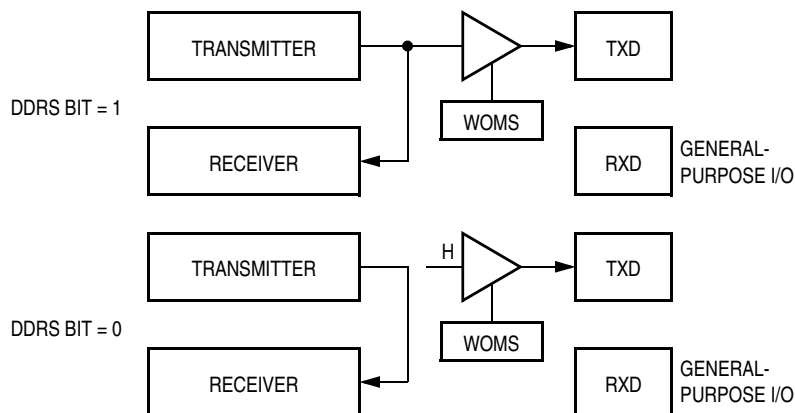 TRANSMITTER
TXD
DDRS BIT = 1
WOMS
RECEIVER
RXD
GENERAL-
PURPOSE I/O
TRANSMITTER
H
TXD
DDRS BIT = 0
WOMS
RECEIVER
RXD
GENERAL-
PURPOSE I/O